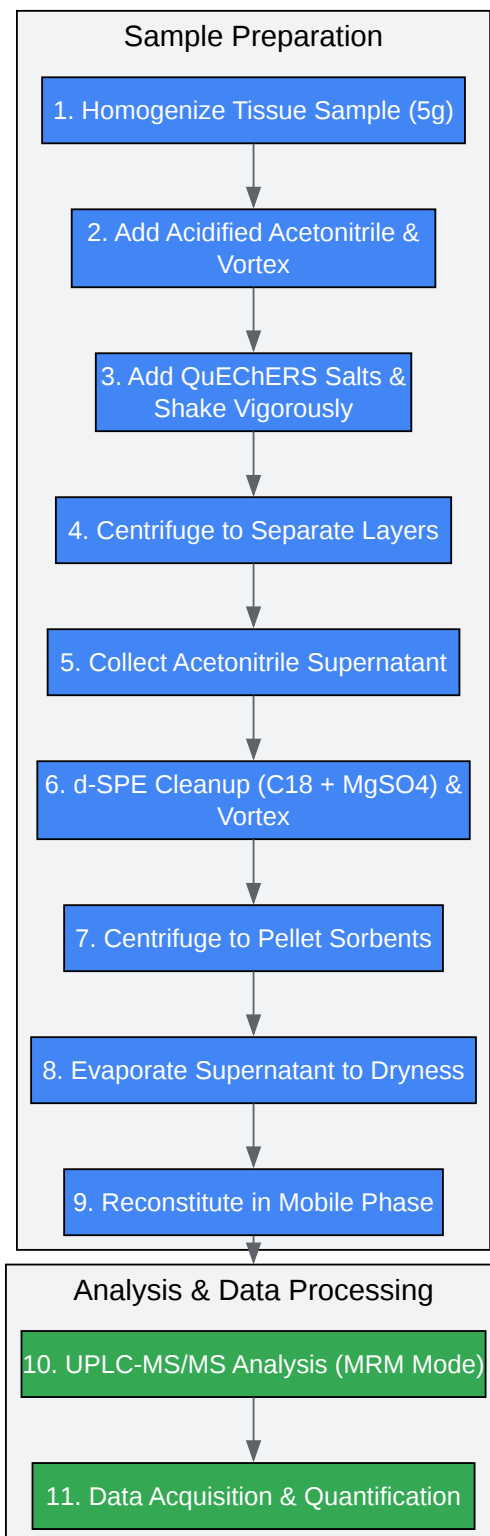 Sample Preparation
1. Homogenize Tissue Sample (5g)
2. Add Acidified Acetonitrile &
Vortex
3. Add QuEChERS Salts &
Shake Vigorously
4. Centrifuge to Separate Layers
5. Collect Acetonitrile Supernatant
6. d-SPE Cleanup (C18 + MgSO4) &
Vortex
7. Centrifuge to Pellet Sorbents
8. Evaporate Supernatant to Dryness
9. Reconstitute in Mobile Phase
Analysis & Data Processing
10. UPLC-MS/MS Analysis (MRM Mode)
11. Data Acquisition & Quantification